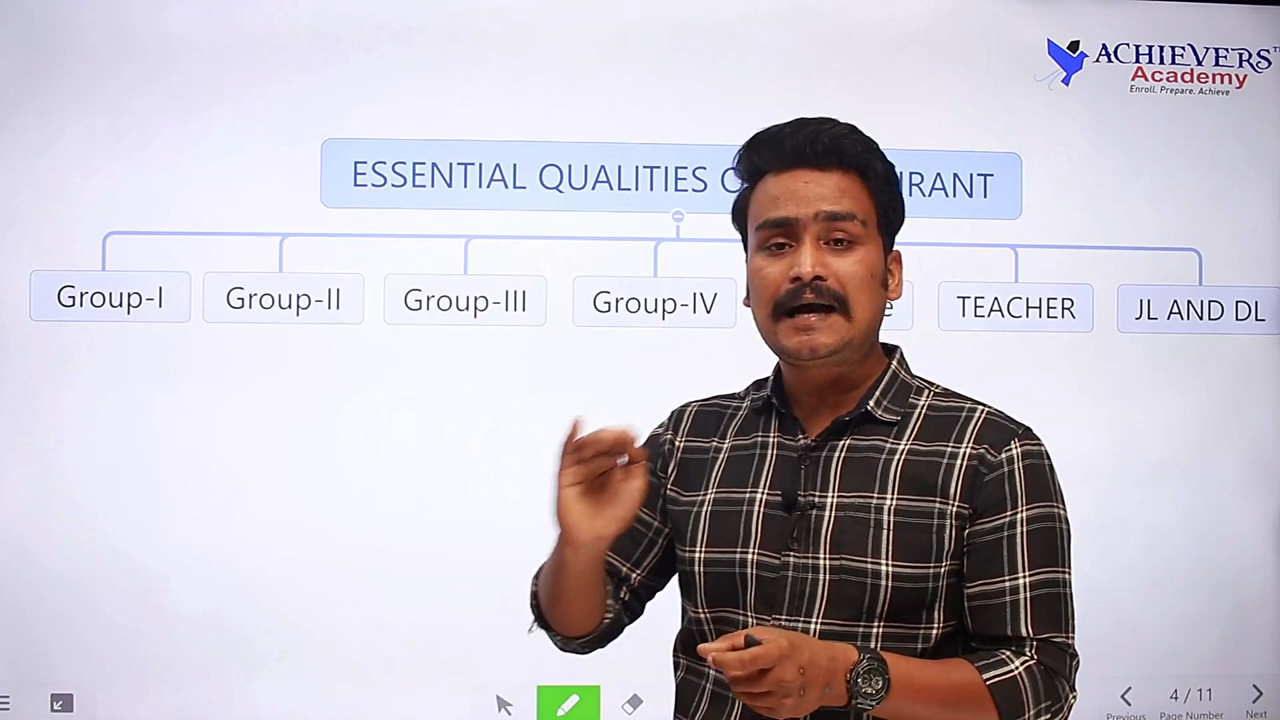 ACHIEVERS
TM
Academy
Enroll. Prepare. Achieve
ESSENTIAL QUALITIES
Group-I
Group-II
Group-III
Group-IV
TEACHER
JL AND DL
Previous
4 / 11
Page Number
Next